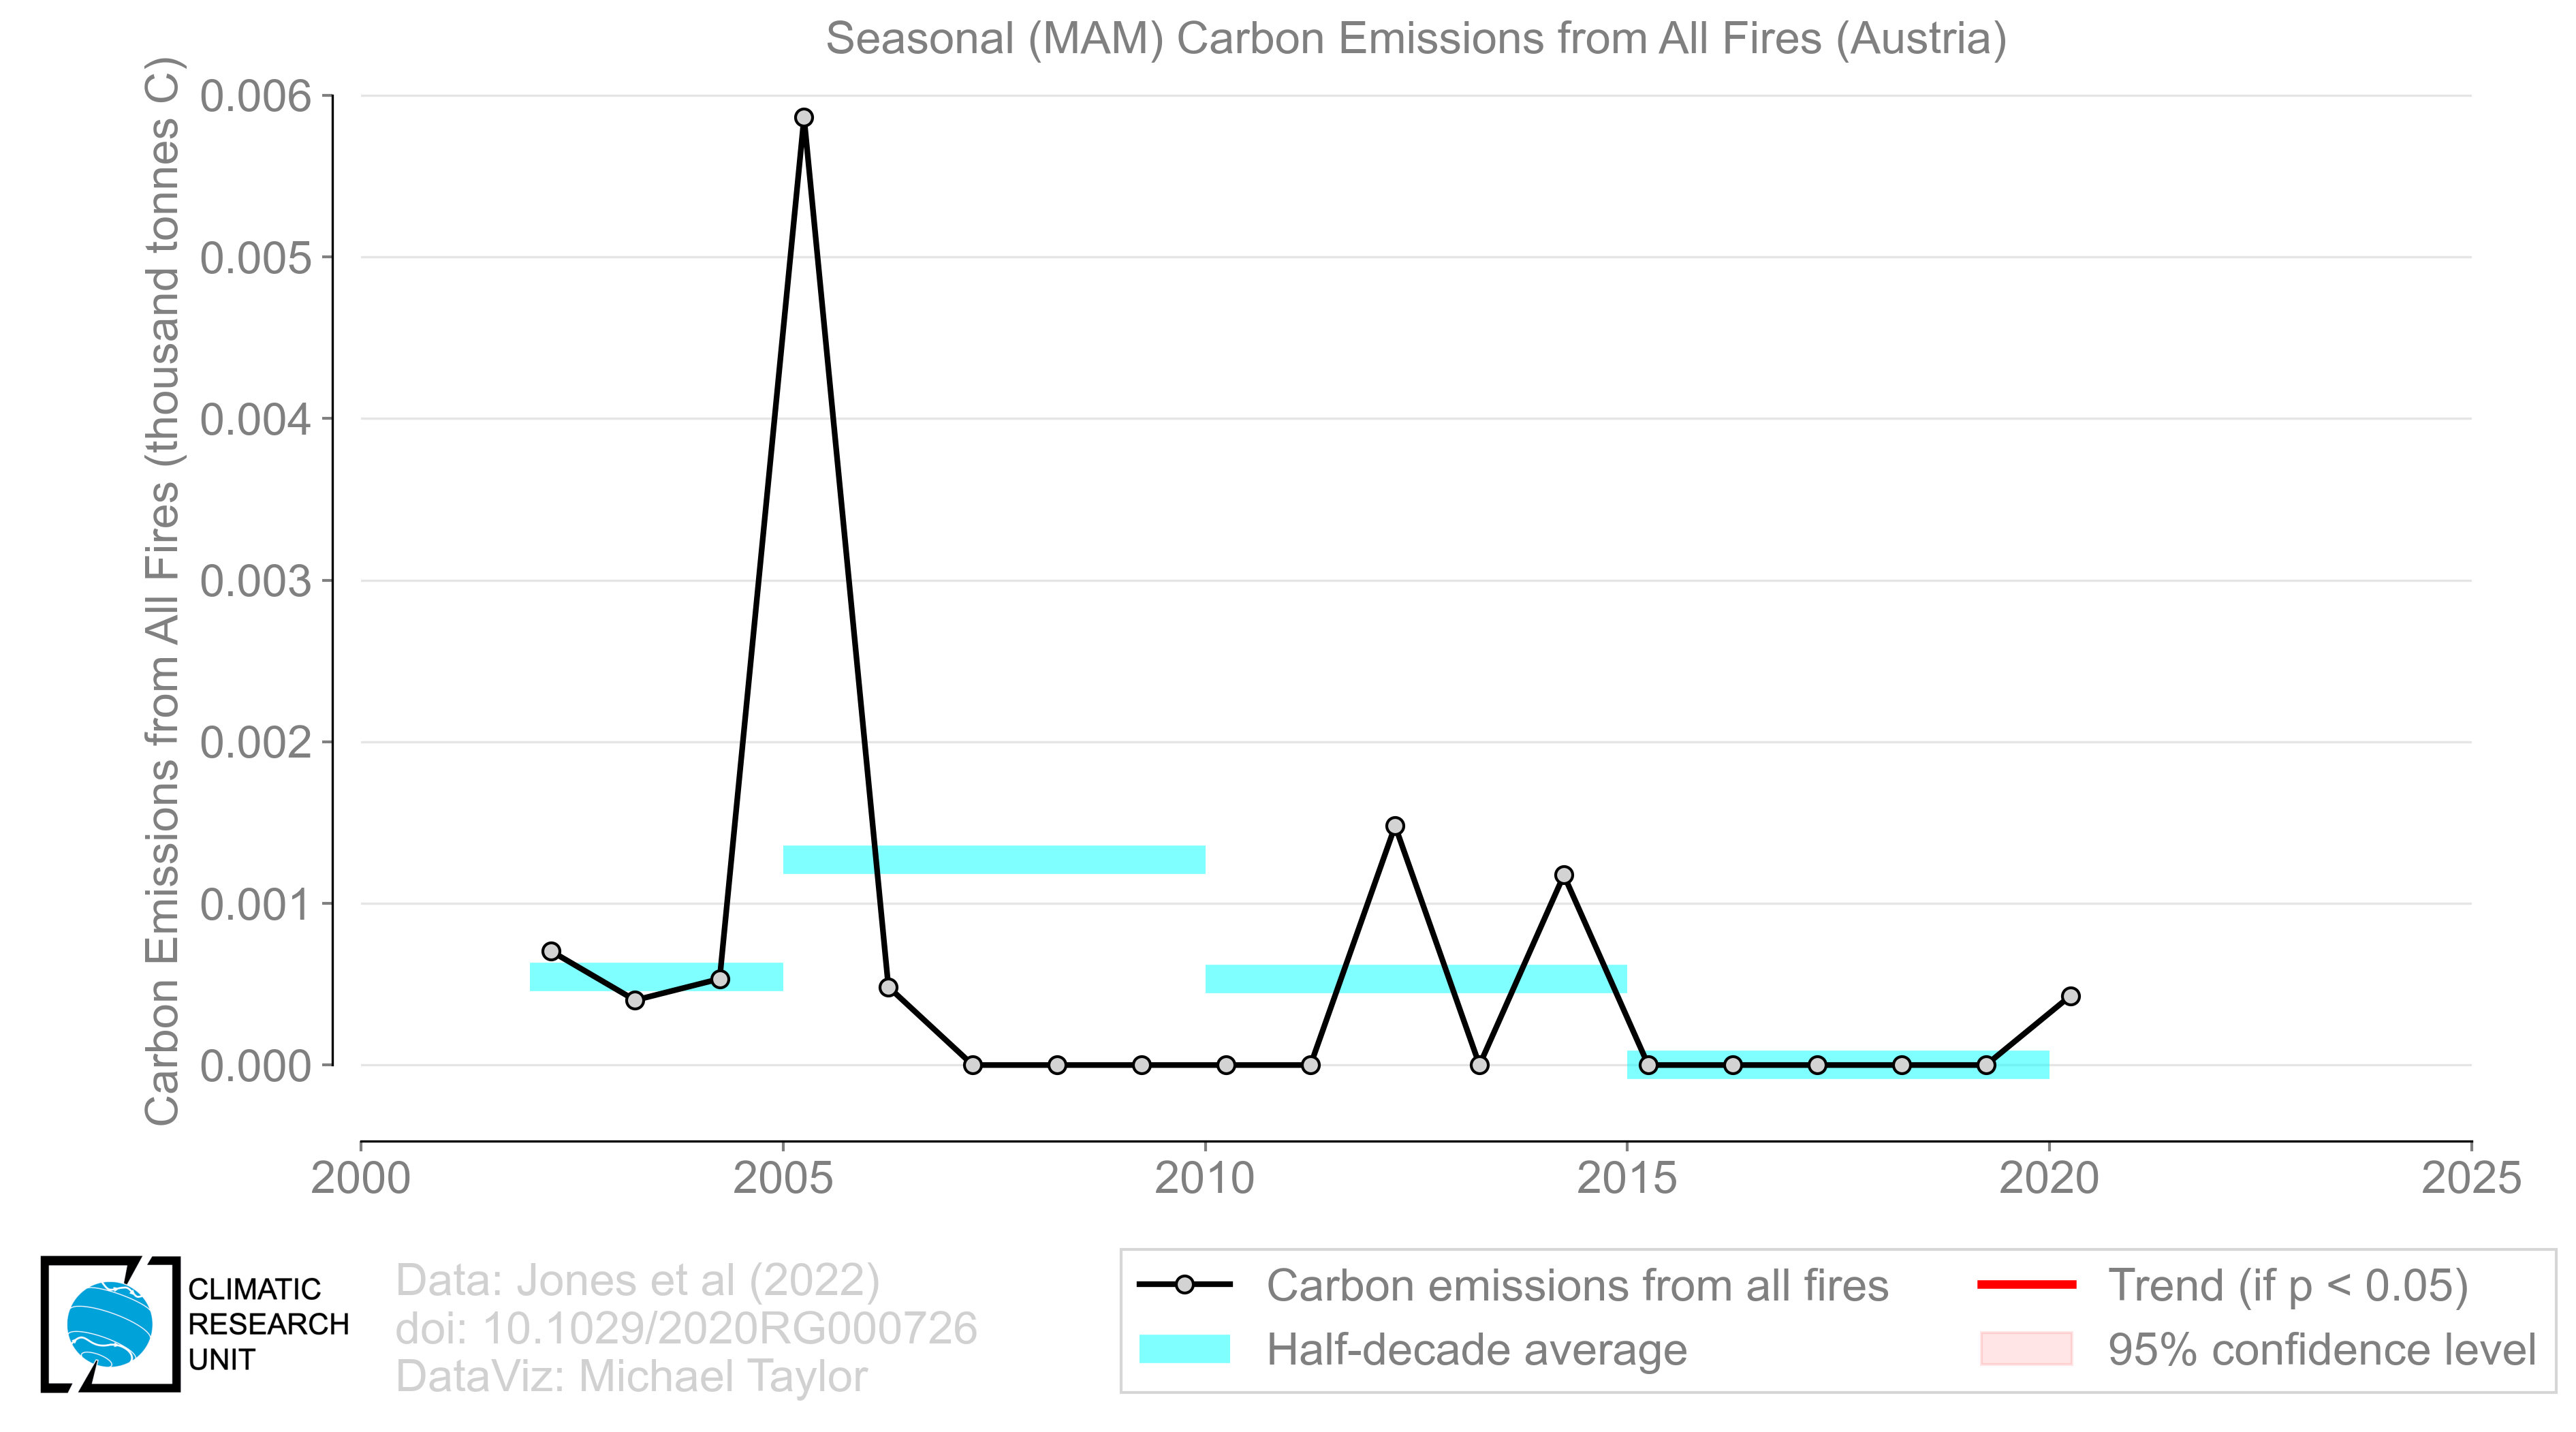 Seasonal (MAM) Carbon Emissions from All Fires (Austria)
Carbon Emissions from All Fires (thousand tonnes C)
0.006
0.005
0.004
0.003
0.002
0.001
0.000
2000 2005 2010 2015 2020 2025
CLIMATIC
RESEARCH
UNIT
Data: Jones et al (2022)
doi: 10.1029/2020RG000726
DataViz: Michael Taylor
Carbon emissions from all fires
Half-decade average
Trend (if p < 0.05)
95% confidence level